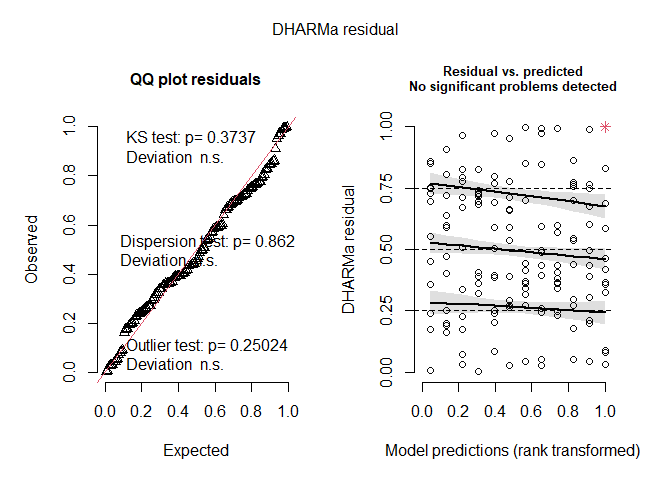 DHARMa residual
QQ plot residuals
KS test: p= 0.3737
Deviation n.s.
Dispersion test: p= 0.862
Deviation n.s.
Outlier test: p= 0.25024
Deviation n.s.
Observed
0.0 0.2 0.4 0.6 0.8 1.0
0.0 0.2 0.4 0.6 0.8 1.0
Expected
Residual vs. predicted
No significant problems detected
DHARMa residual
0.00 0.25 0.50 0.75 1.00
0.0 0.2 0.4 0.6 0.8 1.0
Model predictions (rank transformed)